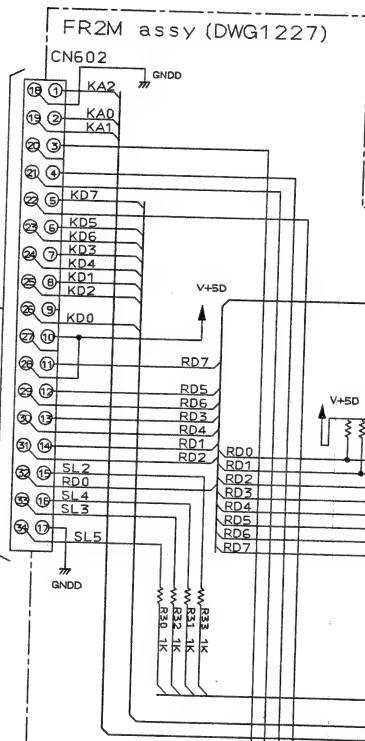 FR2M assy (DWG1227)
CN602
GNDD
18 1 KA2
19 2 KA0
KA1
20 3
21 4
22 5 KD7
23 6 KD5
KD6
24 7 KD3
KD4
25 8 KD1
KD2
26 9
KD0
27 10
V+5D
28 11 RD7
29 12 RD5
RD6
30 13 RD3
RD4
31 14 RD1
RD2
32 15 SL2
RD0
33 16 SL4
SL3
34 17
SL5
GNDD
V+5D
RD0
RD1
RD2
RD3
RD4
RD5
RD6
RD7
R30 1K
R32 1K
R31 1K
R33 1K